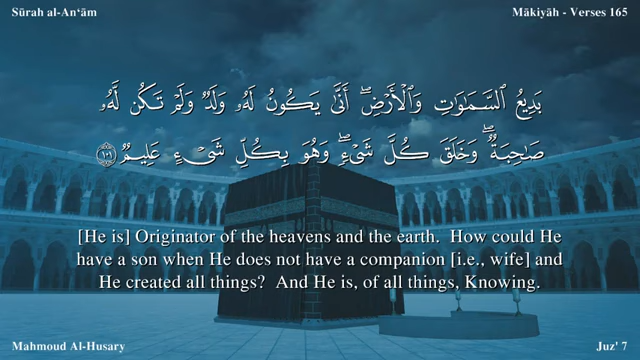 Sūrah al-An‘ām
Mākiyāh - Verses 165
بَدِيعُ ٱلسَّمَـٰوَٰتِ وَٱلْأَرْضِ ۖ أَنَّىٰ يَكُونُ لَهُۥ وَلَدٌ وَلَمْ تَكُن لَّهُۥ
صَـٰحِبَةٌ ۖ وَخَلَقَ كُلَّ شَىْءٍ ۖ وَهُوَ بِكُلِّ شَىْءٍ عَلِيمٌ ١٠١
[He is] Originator of the heavens and the earth. How could He
have a son when He does not have a companion [i.e., wife] and
He created all things? And He is, of all things, Knowing.
Mahmoud Al-Husary
Juz' 7